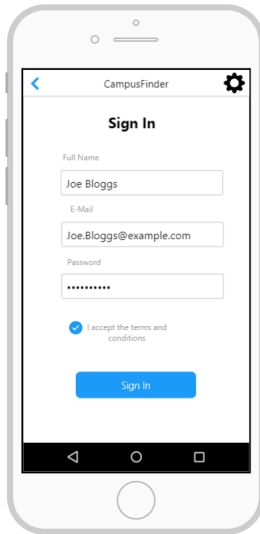 CampusFinder
Sign In
Full Name
Joe Bloggs
E-Mail
Joe.Bloggs@example.com
Password
••••••••••
I accept the terms and
conditions
Sign In